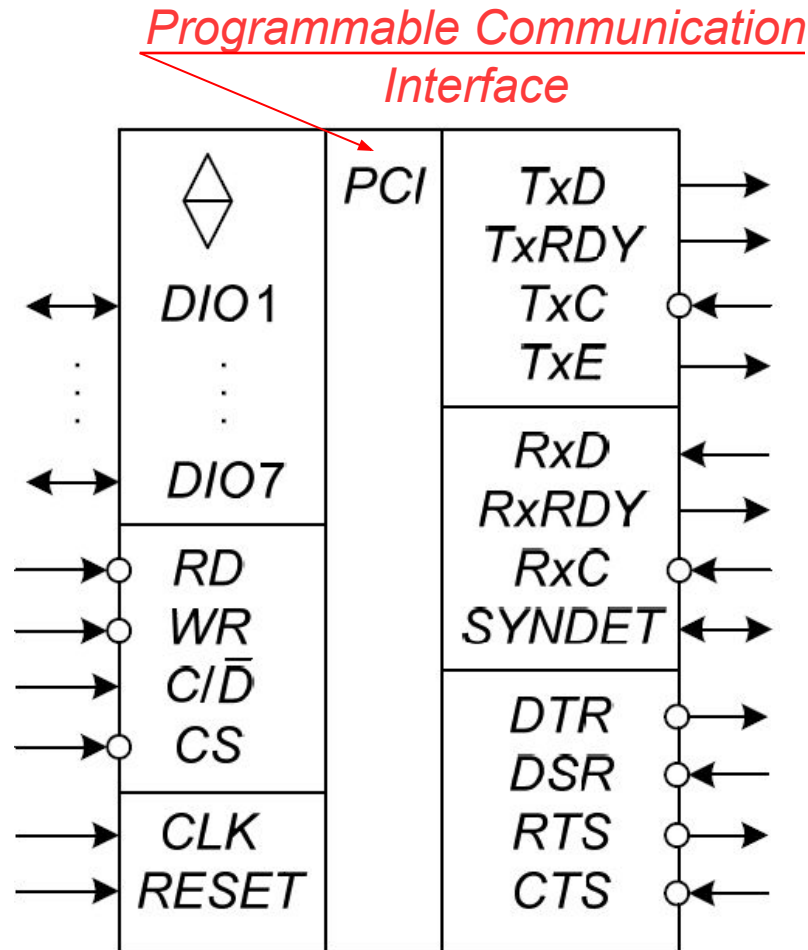 Programmable Communication
Interface
PCI
DIO1
DIO7
RD
WR
C/D̅
CS
CLK
RESET
TxD
TxRDY
TxC
TxE
RxD
RxRDY
RxC
SYNDET
DTR
DSR
RTS
CTS